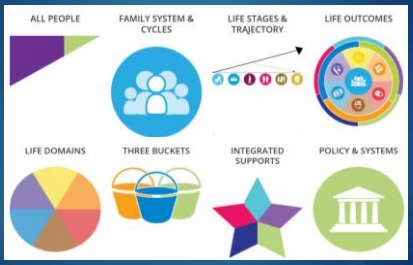 ALL PEOPLE
FAMILY SYSTEM &
CYCLES
LIFE STAGES &
TRAJECTORY
LIFE OUTCOMES
LIFE DOMAINS
THREE BUCKETS
INTEGRATED
SUPPORTS
POLICY & SYSTEMS